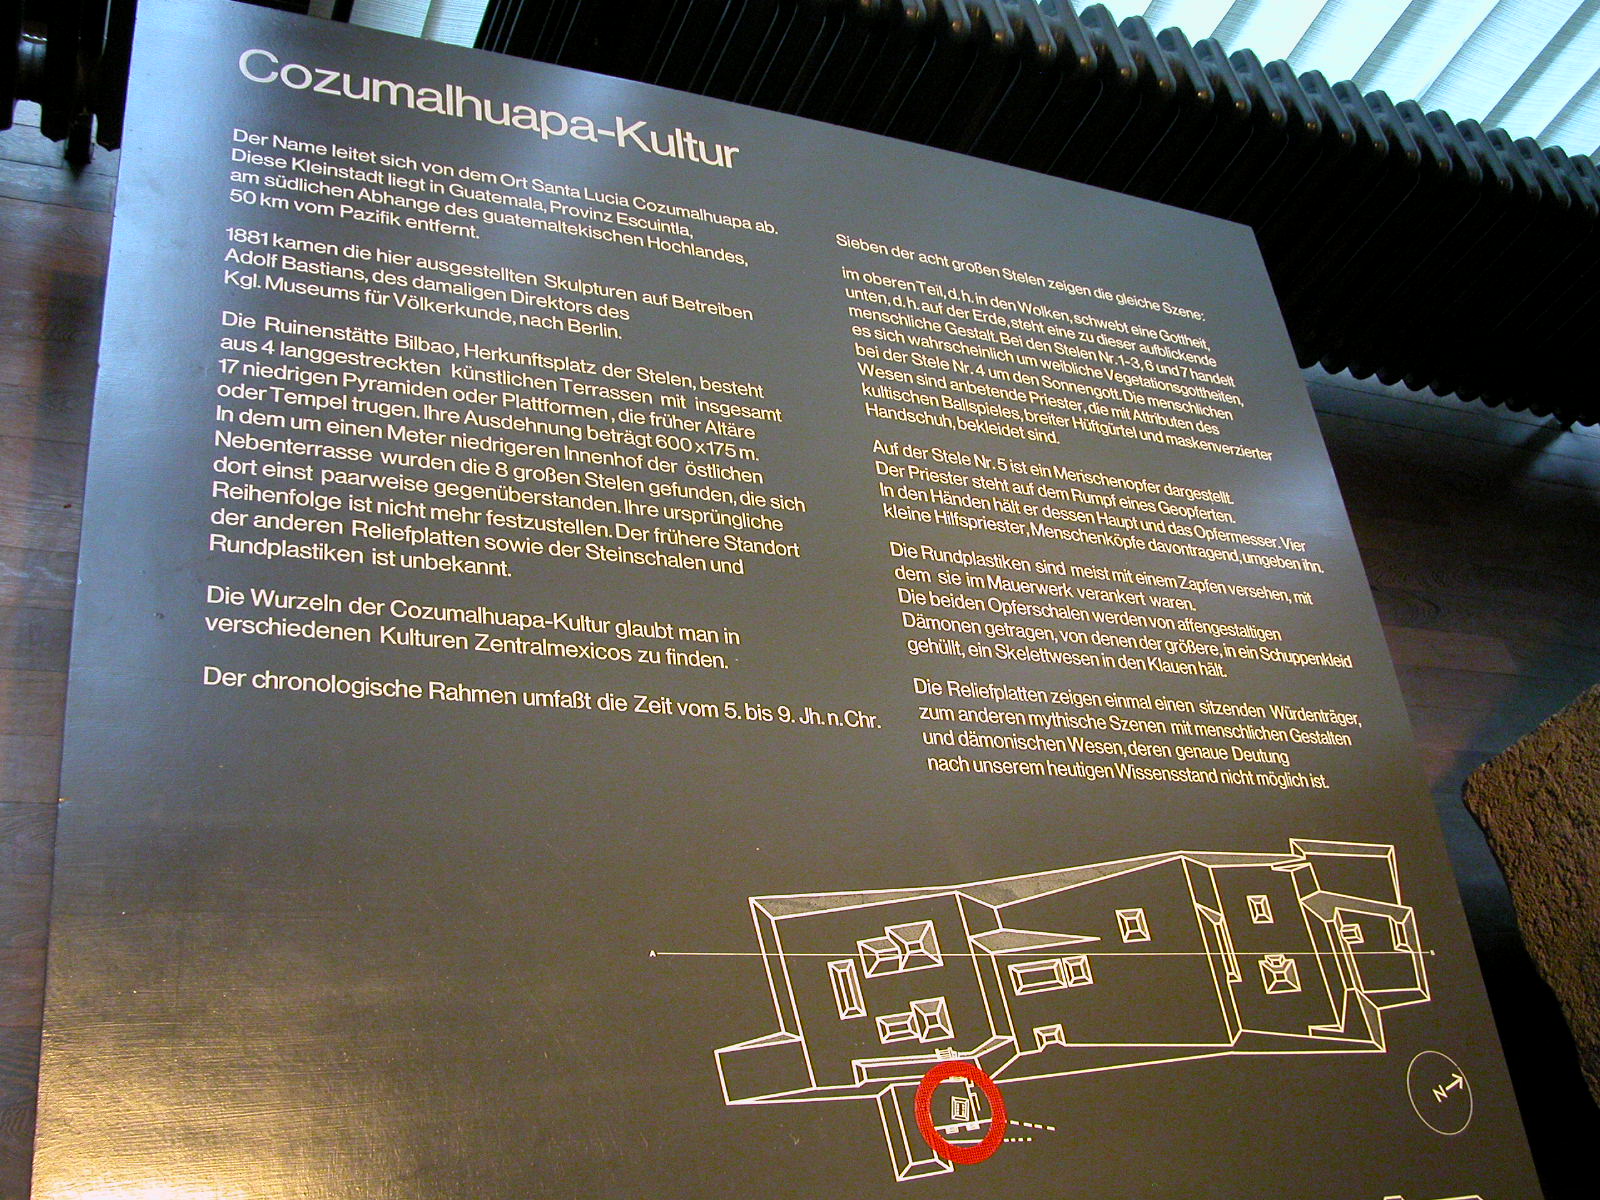 Cozumalhuapa-Kultur
Der Name leitet sich von dem Ort Santa Lucia Cozumalhuapa ab.
Diese Kleinstadt liegt in Guatemala, Provinz Escuintla,
am südlichen Abhange des guatemaltekischen Hochlandes,
50 km vom Pazifik entfernt.
1881 kamen die hier ausgestellten Skulpturen auf Betreiben
Adolf Bastians, des damaligen Direktors des
Kgl. Museums für Völkerkunde, nach Berlin.
Die Ruinenstätte Bilbao, Herkunftsplatz der Stelen, besteht
aus 4 langgestreckten künstlichen Terrassen mit insgesamt
17 niedrigen Pyramiden oder Plattformen, die früher Altäre
oder Tempel trugen. Ihre Ausdehnung beträgt 600 x 175 m.
In dem um einen Meter niedrigeren Innenhof der östlichen
Nebenterrasse wurden die 8 großen Stelen gefunden, die sich
dort einst paarweise gegenüberstanden. Ihre ursprüngliche
Reihenfolge ist nicht mehr festzustellen. Der frühere Standort
der anderen Reliefplatten sowie der Steinschalen und
Rundplastiken ist unbekannt.
Die Wurzeln der Cozumalhuapa-Kultur glaubt man in
verschiedenen Kulturen Zentralmexicos zu finden.
Der chronologische Rahmen umfaßt die Zeit vom 5. bis 9. Jh. n. Chr.
Sieben der acht großen Stelen zeigen die gleiche Szene:
im oberen Teil, d. h. in den Wolken, schwebt eine Gottheit,
unten, d. h. auf der Erde, steht eine zu dieser aufblickende
menschliche Gestalt. Bei den Stelen Nr. 1-3, 6 und 7 handelt
es sich wahrscheinlich um weibliche Vegetationsgottheiten,
bei der Stele Nr. 4 um den Sonnengott. Die menschlichen
Wesen sind anbetende Priester, die mit Attributen des
kultischen Ballspieles, breiter Hüftgürtel und maskenverzierter
Handschuh, bekleidet sind.
Auf der Stele Nr. 5 ist ein Menschenopfer dargestellt.
Der Priester steht auf dem Rumpf eines Geopferten.
In den Händen hält er dessen Haupt und das Opfermesser. Vier
kleine Hilfspriester, Menschenköpfe davontragend, umgeben ihn.
Die Rundplastiken sind meist mit einem Zapfen versehen, mit
dem sie im Mauerwerk verankert waren.
Die beiden Opferschalen werden von affengestaltigen
Dämonen getragen, von denen der größere, in ein Schuppenkleid
gehüllt, ein Skelettwesen in den Klauen hält.
Die Reliefplatten zeigen einmal einen sitzenden Würdenträger,
zum anderen mythische Szenen mit menschlichen Gestalten
und dämonischen Wesen, deren genaue Deutung
nach unserem heutigen Wissensstand nicht möglich ist.
A
B
N